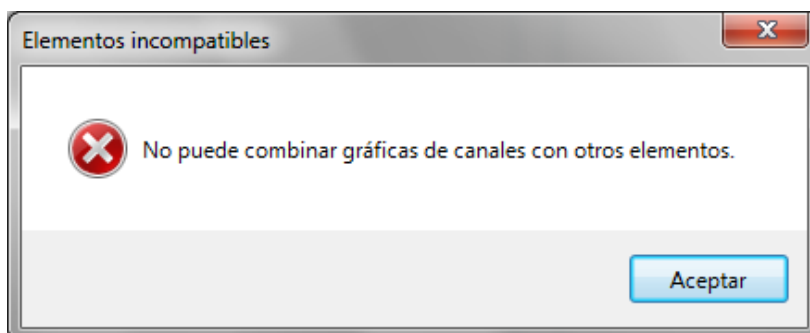 Elementos incompatibles
No puede combinar gráficas de canales con otros elementos.
Aceptar